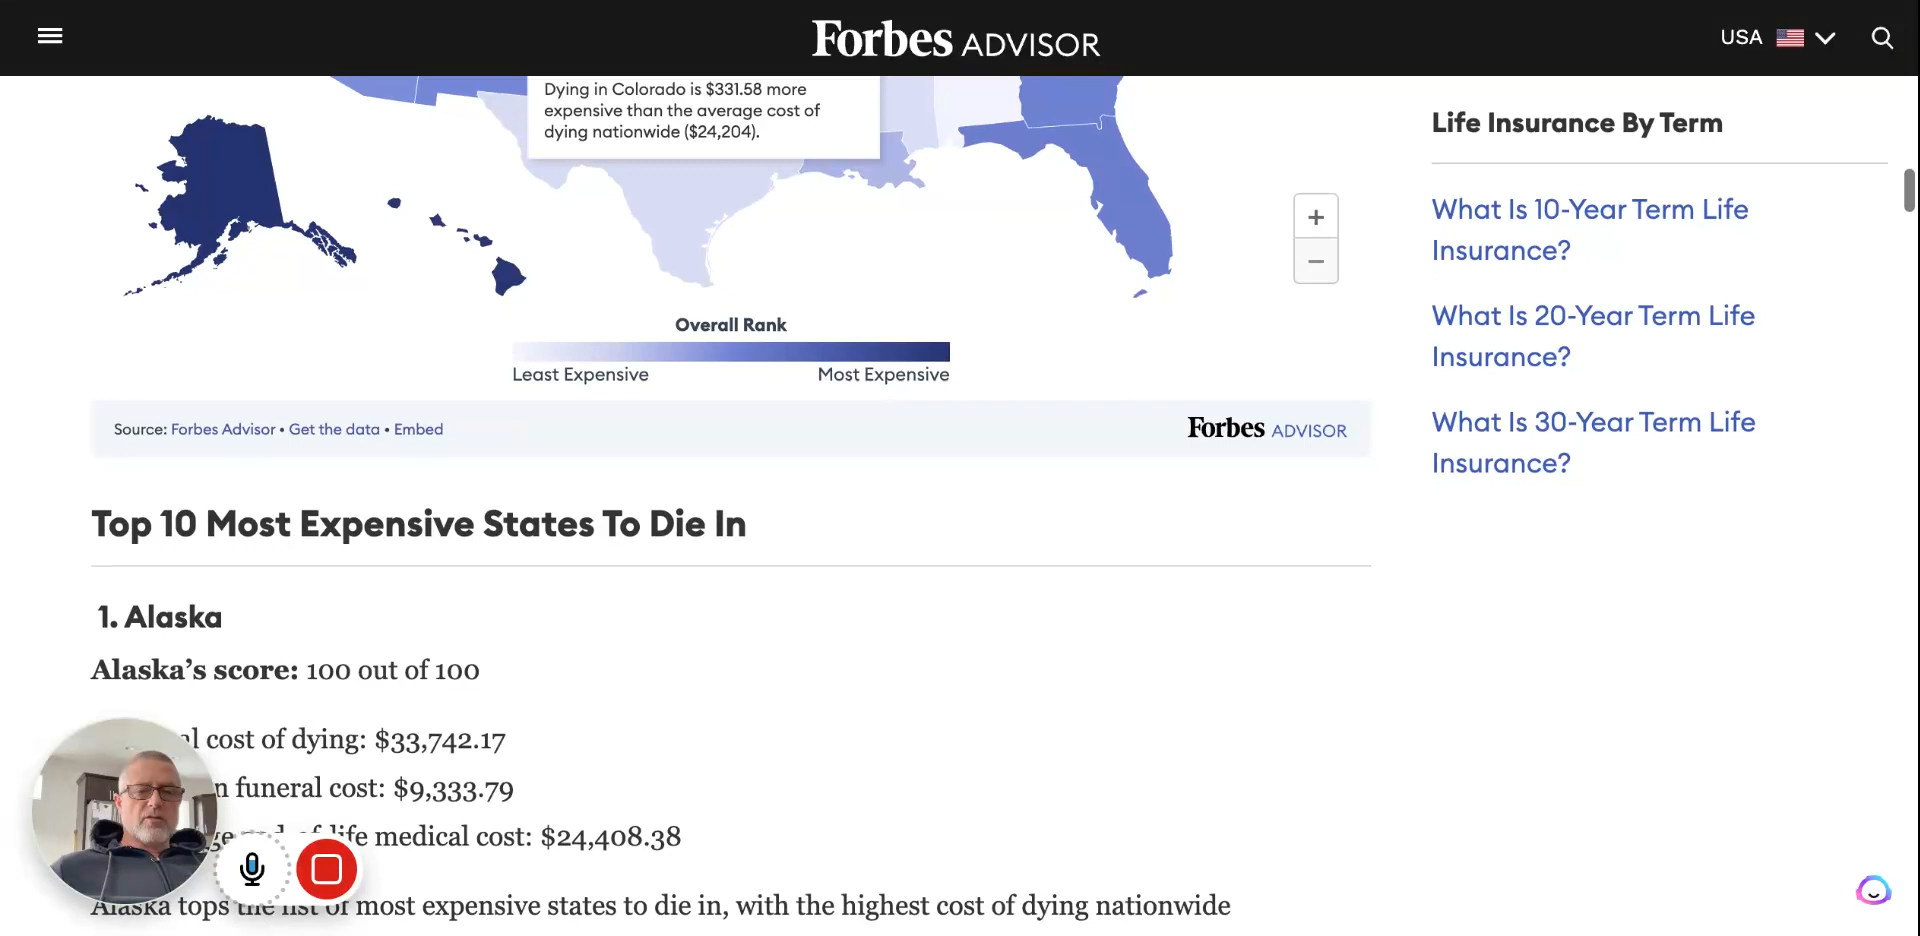 Forbes ADVISOR
USA
Dying in Colorado is $331.58 more
expensive than the average cost of
dying nationwide ($24,204).
+
−
Overall Rank
Least Expensive Most Expensive
Source: Forbes Advisor • Get the data • Embed
Forbes ADVISOR
Top 10 Most Expensive States To Die In
1. Alaska
Alaska’s score: 100 out of 100
cost of dying: $33,742.17
funeral cost: $9,333.79
medical cost: $24,408.38
Alaska tops the list of most expensive states to die in, with the highest cost of dying nationwide
Life Insurance By Term
What Is 10-Year Term Life
Insurance?
What Is 20-Year Term Life
Insurance?
What Is 30-Year Term Life
Insurance?